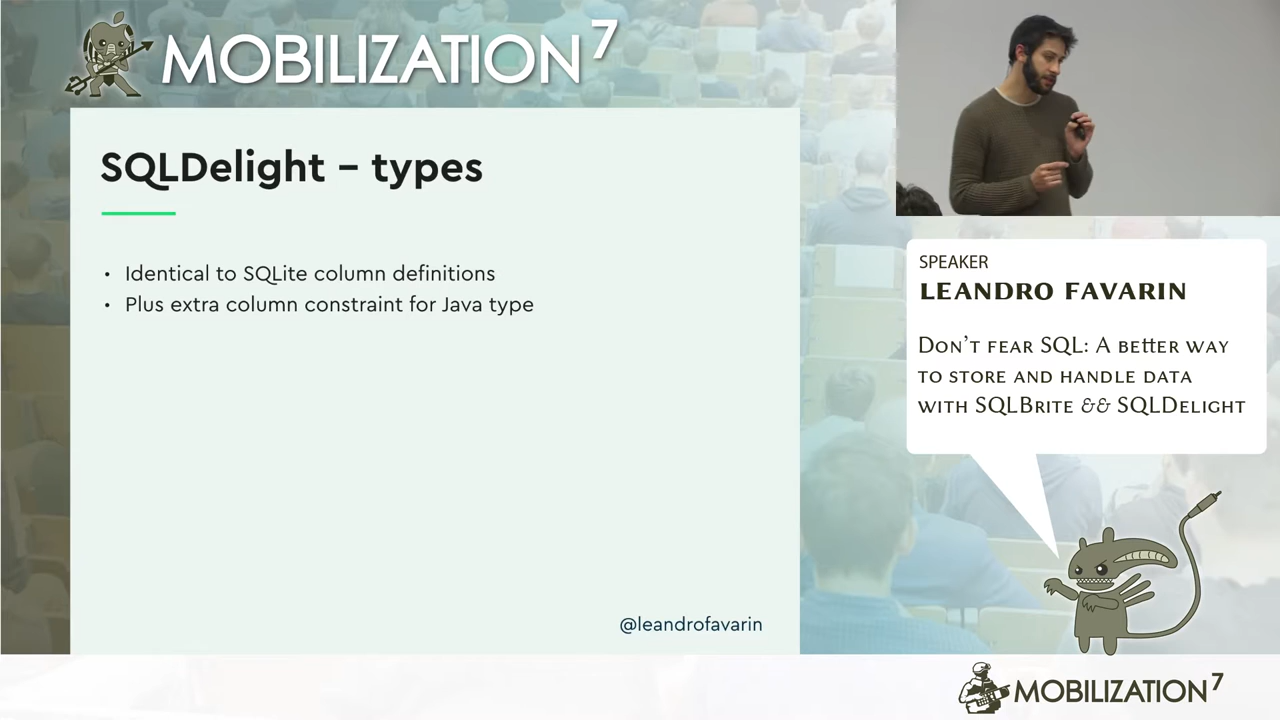 MOBILIZATION 7
SQLDelight – types
• Identical to SQLite column definitions
• Plus extra column constraint for Java type
@leandrofavarin
SPEAKER
LEANDRO FAVARIN
Don't fear SQL: A better way
to store and handle data
with SQLBrite && SQLDelight
MOBILIZATION 7